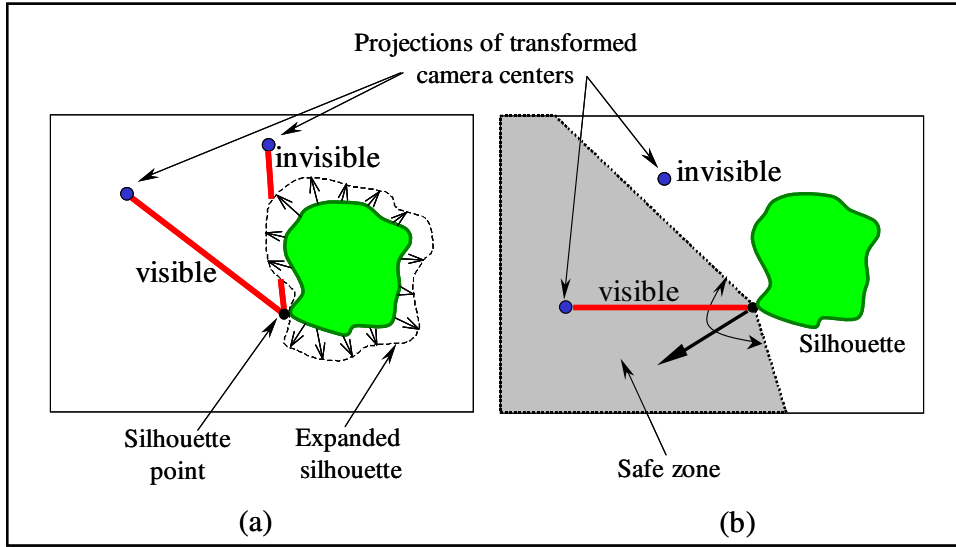 Projections of transformed
camera centers
invisible
visible
Silhouette
point
Expanded
silhouette
(a)
invisible
visible
Silhouette
Safe zone
(b)